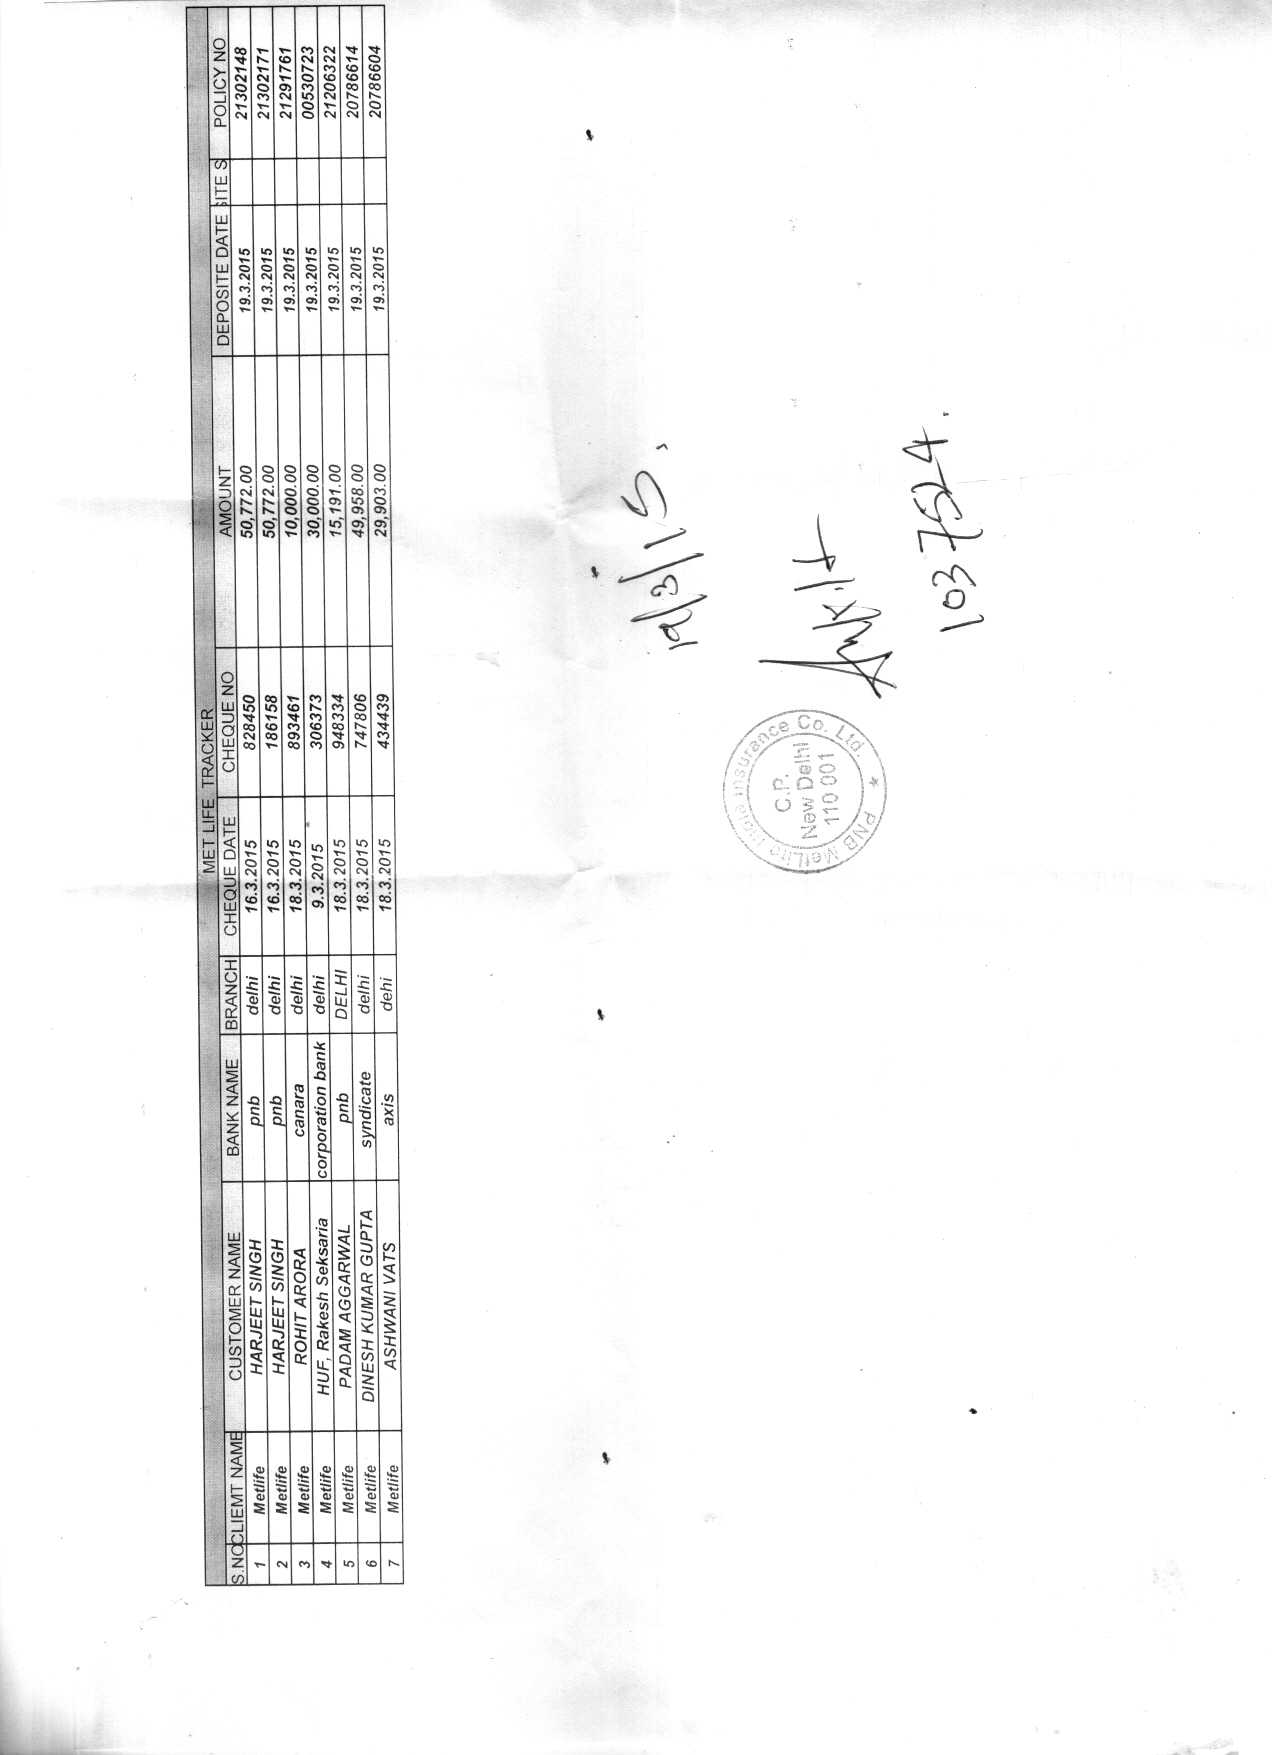 MET LIFE TRACKER
S.NO CLIEMT NAME CUSTOMER NAME BANK NAME BRANCH CHEQUE DATE CHEQUE NO AMOUNT DEPOSITE DATE SITE S POLICY NO
1 Metlife HARJEET SINGH pnb delhi 16.3.2015 828450 50,772.00 19.3.2015 21302148
2 Metlife HARJEET SINGH pnb delhi 16.3.2015 186158 50,772.00 19.3.2015 21302171
3 Metlife ROHIT ARORA canara delhi 18.3.2015 893461 10,000.00 19.3.2015 21291761
4 Metlife HUF, Rakesh Seksaria corporation bank delhi 9.3.2015 306373 30,000.00 19.3.2015 00530723
5 Metlife PADAM AGGARWAL pnb DELHI 18.3.2015 948334 15,191.00 19.3.2015 21206322
6 Metlife DINESH KUMAR GUPTA syndicate delhi 18.3.2015 747806 49,958.00 19.3.2015 20786614
7 Metlife ASHWANI VATS axis dehi 18.3.2015 434439 29,903.00 19.3.2015 20786604
19/3/15.
PNB MetLife India Insurance Co. Ltd. *
C.P.
New Delhi
110 001
Ankit
1037524.